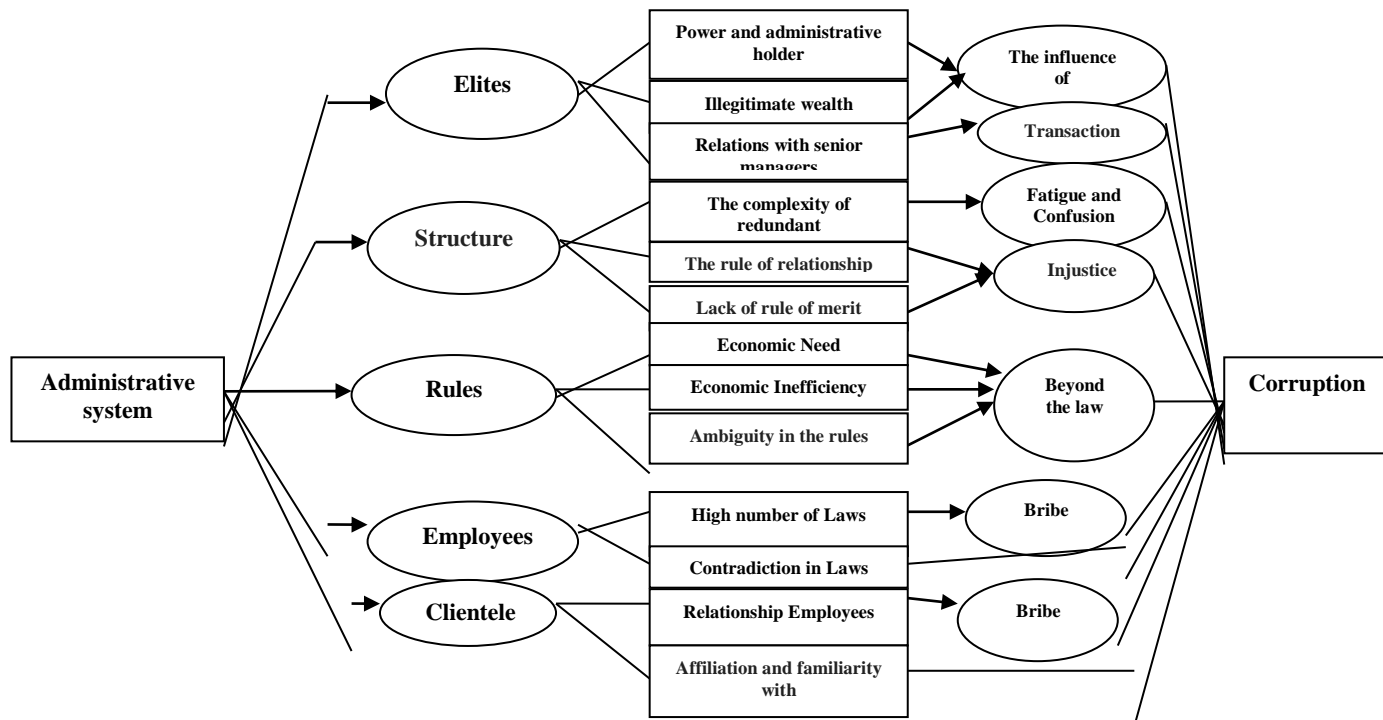 Administrative
system
Elites
Structure
Rules
Employees
Clientele
Power and administrative
holder
Illegitimate wealth
Relations with senior
managers
The complexity of
redundant
The rule of relationship
Lack of rule of merit
Economic Need
Economic Inefficiency
Ambiguity in the rules
High number of Laws
Contradiction in Laws
Relationship Employees
Affiliation and familiarity
with
The influence
of
Transaction
Fatigue and
Confusion
Injustice
Beyond
the law
Bribe
Bribe
Corruption